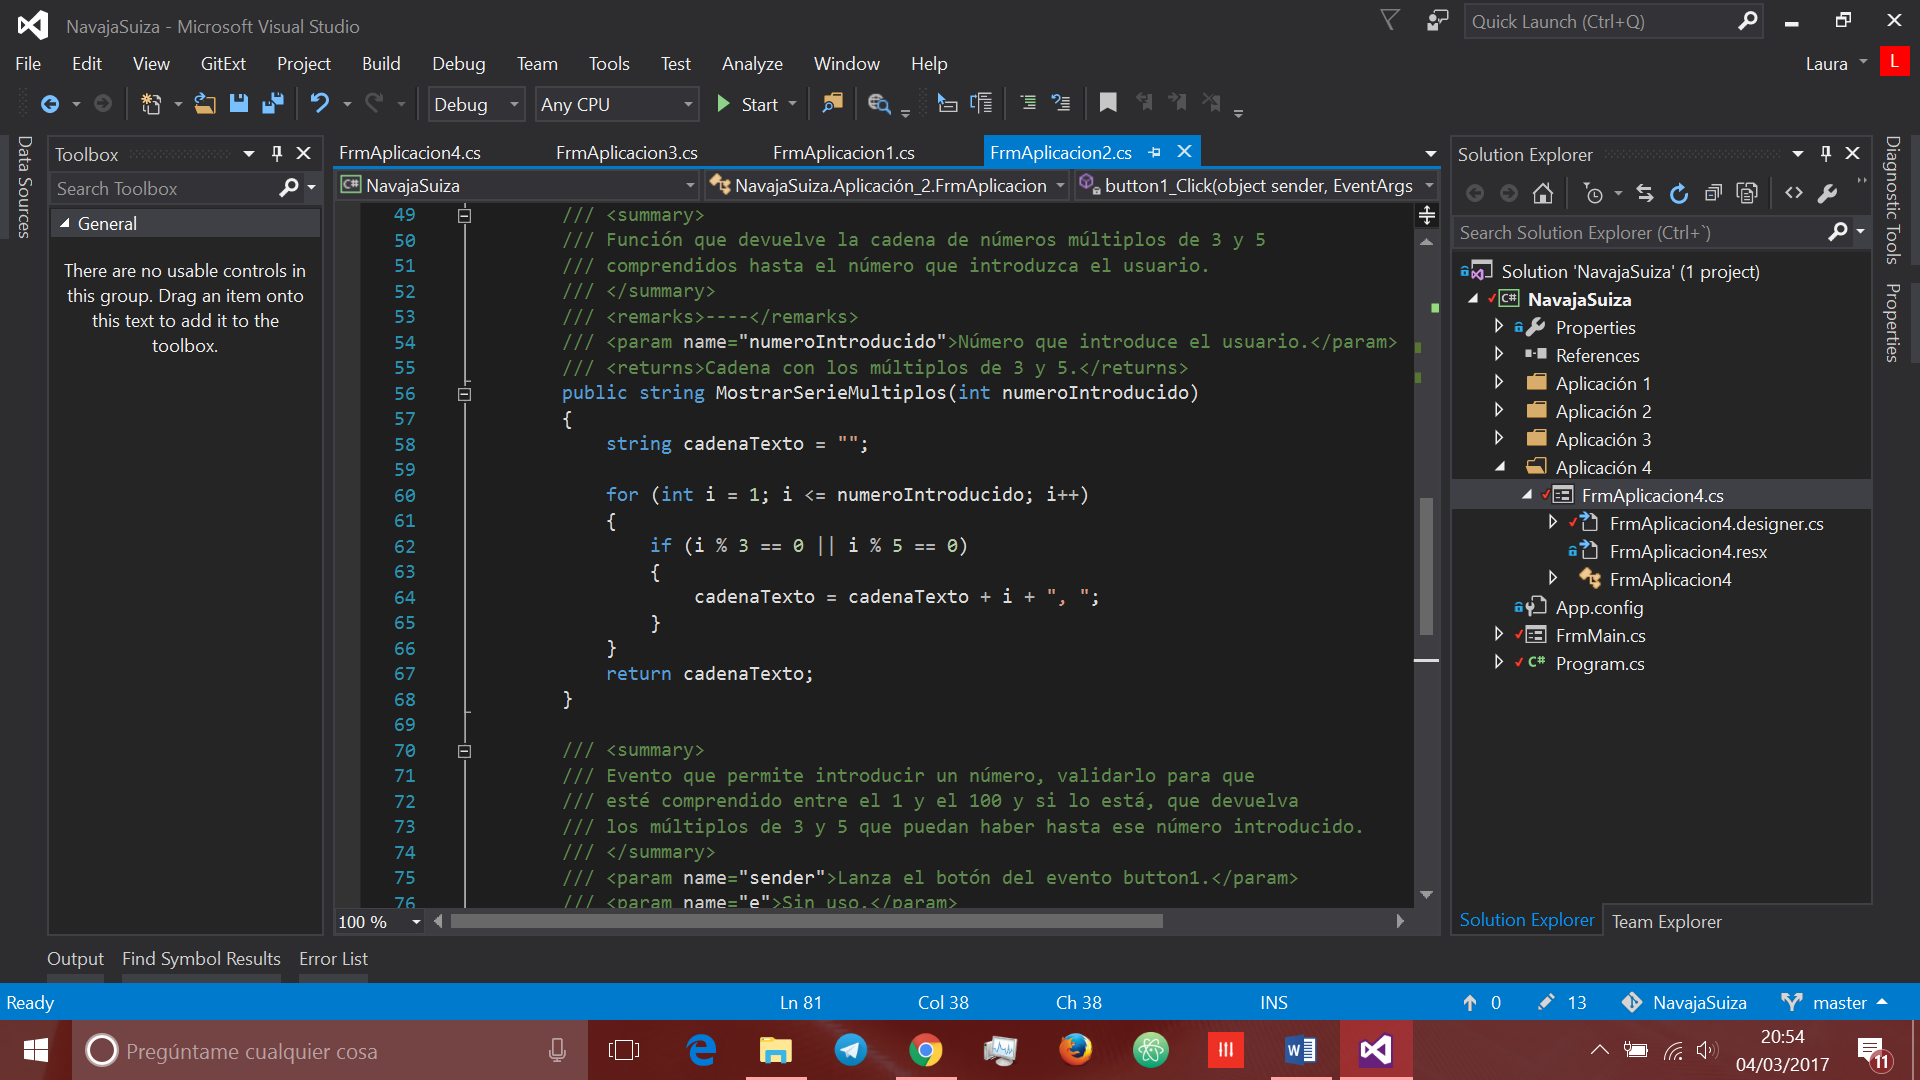 NavajaSuiza - Microsoft Visual Studio
Quick Launch (Ctrl+Q)
File Edit View GitExt Project Build Debug Team Tools Test Analyze Window Help
Laura L
Debug Any CPU Start
Data Sources
Toolbox
Search Toolbox
General
There are no usable controls in
this group. Drag an item onto
this text to add it to the
toolbox.
FrmAplicacion4.cs FrmAplicacion3.cs FrmAplicacion1.cs FrmAplicacion2.cs
C# NavajaSuiza NavajaSuiza.Aplicación_2.FrmAplicacion button1_Click(object sender, EventArgs
49 /// <summary>
50 /// Función que devuelve la cadena de números múltiplos de 3 y 5
51 /// comprendidos hasta el número que introduzca el usuario.
52 /// </summary>
53 /// <remarks>----</remarks>
54 /// <param name="numeroIntroducido">Número que introduce el usuario.</param>
55 /// <returns>Cadena con los múltiplos de 3 y 5.</returns>
56 public string MostrarSerieMultiplos(int numeroIntroducido)
57 {
58 string cadenaTexto = "";
59
60 for (int i = 1; i <= numeroIntroducido; i++)
61 {
62 if (i % 3 == 0 || i % 5 == 0)
63 {
64 cadenaTexto = cadenaTexto + i + ", ";
65 }
66 }
67 return cadenaTexto;
68 }
69
70 /// <summary>
71 /// Evento que permite introducir un número, validarlo para que
72 /// esté comprendido entre el 1 y el 100 y si lo está, que devuelva
73 /// los múltiplos de 3 y 5 que puedan haber hasta ese número introducido.
74 /// </summary>
75 /// <param name="sender">Lanza el botón del evento button1.</param>
76 /// <param name="e">Sin uso.</param>
100 %
Solution Explorer
Search Solution Explorer (Ctrl+`)
Solution 'NavajaSuiza' (1 project)
C# NavajaSuiza
Properties
References
Aplicación 1
Aplicación 2
Aplicación 3
Aplicación 4
FrmAplicacion4.cs
FrmAplicacion4.designer.cs
FrmAplicacion4.resx
FrmAplicacion4
App.config
FrmMain.cs
C# Program.cs
Solution Explorer Team Explorer
Diagnostic Tools
Properties
Output Find Symbol Results Error List
Ready Ln 81 Col 38 Ch 38 INS 0 13 NavajaSuiza master
Pregúntame cualquier cosa
20:54
04/03/2017
11